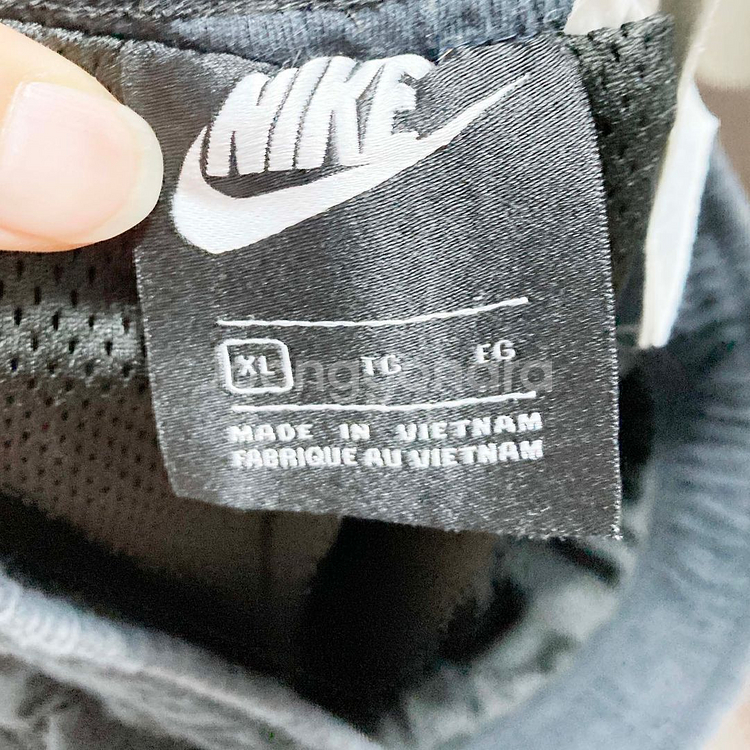 NIKE
XL TG EG
MADE IN VIETNAM
FABRIQUE AU VIETNAM